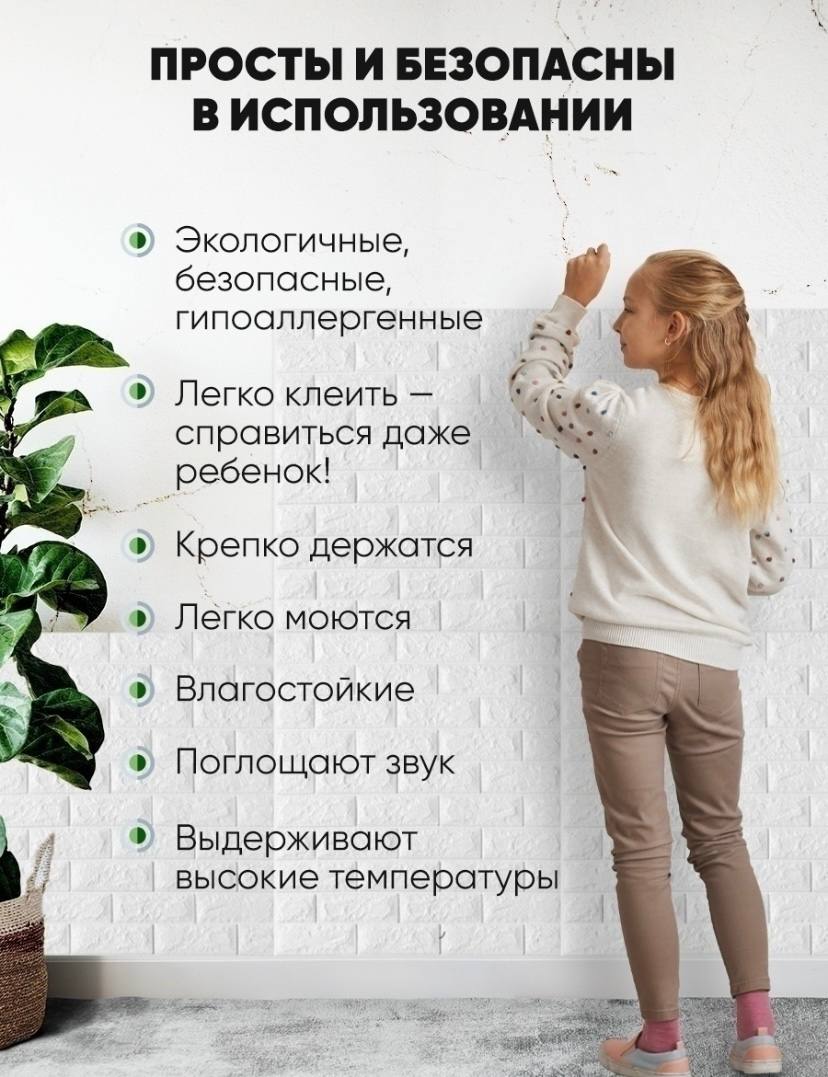 ПРОСТЫ И БЕЗОПАСНЫ
В ИСПОЛЬЗОВАНИИ
Экологичные,
безопасные,
гипоаллергенные
Легко клеить —
справиться даже
ребенок!
Крепко держатся
Легко моются
Влагостойкие
Поглощают звук
Выдерживают
высокие температуры